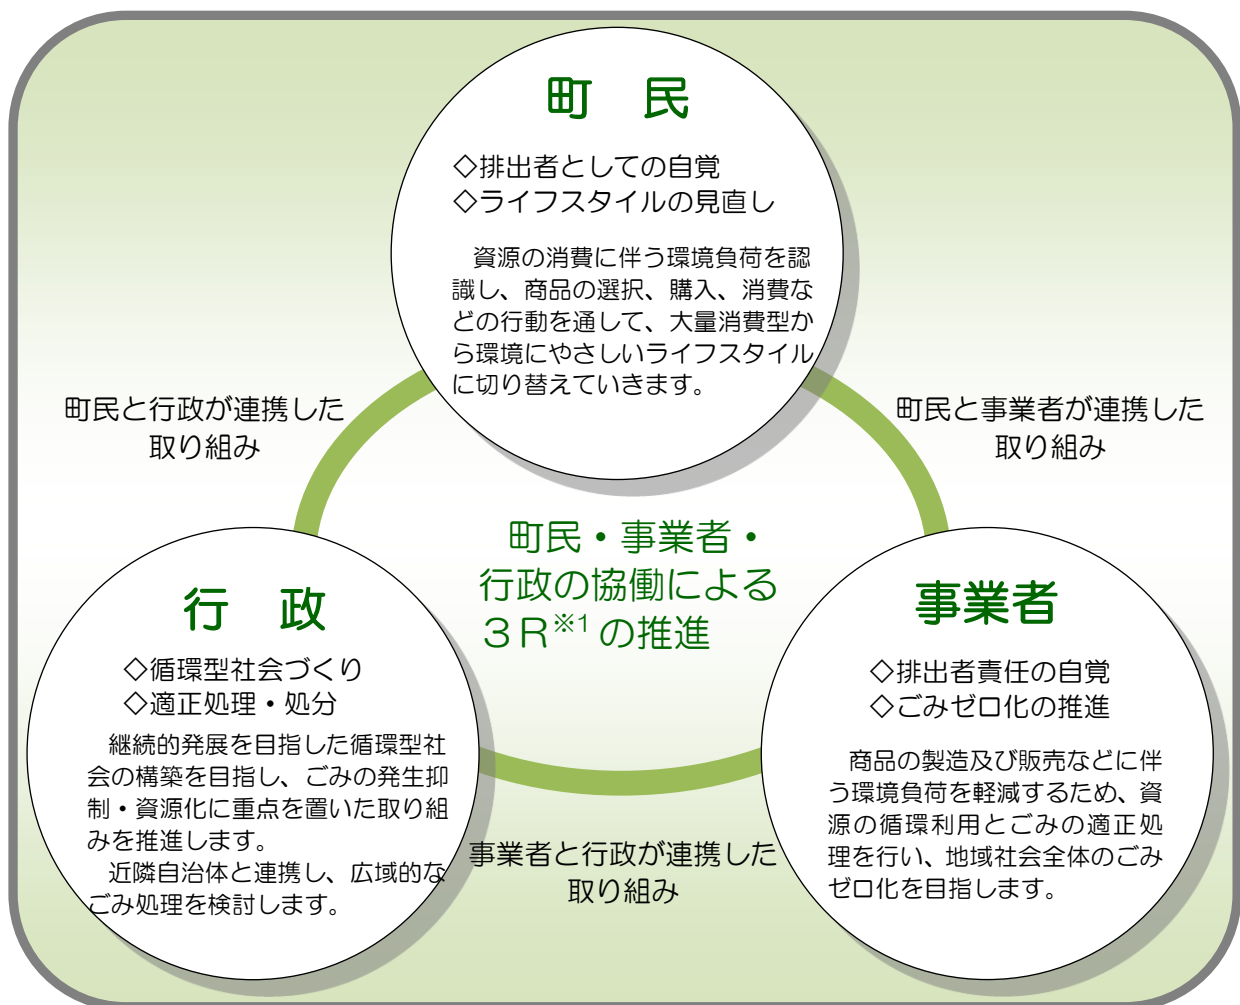 町　民
◇排出者としての自覚
◇ライフスタイルの見直し
資源の消費に伴う環境負荷を認
識し、商品の選択、購入、消費な
どの行動を通して、大量消費型か
ら環境にやさしいライフスタイル
に切り替えていきます。
町民と行政が連携した
取り組み
町民と事業者が連携した
取り組み
町民・事業者・
行政の協働による
３Ｒ※1の推進
行　政
◇循環型社会づくり
◇適正処理・処分
継続的発展を目指した循環型社
会の構築を目指し、ごみの発生抑
制・資源化に重点を置いた取り組
みを推進します。
近隣自治体と連携し、広域的な
ごみ処理を検討します。
事業者
◇排出者責任の自覚
◇ごみゼロ化の推進
商品の製造及び販売などに伴
う環境負荷を軽減するため、資
源の循環利用とごみの適正処
理を行い、地域社会全体のごみ
ゼロ化を目指します。
事業者と行政が連携した
取り組み